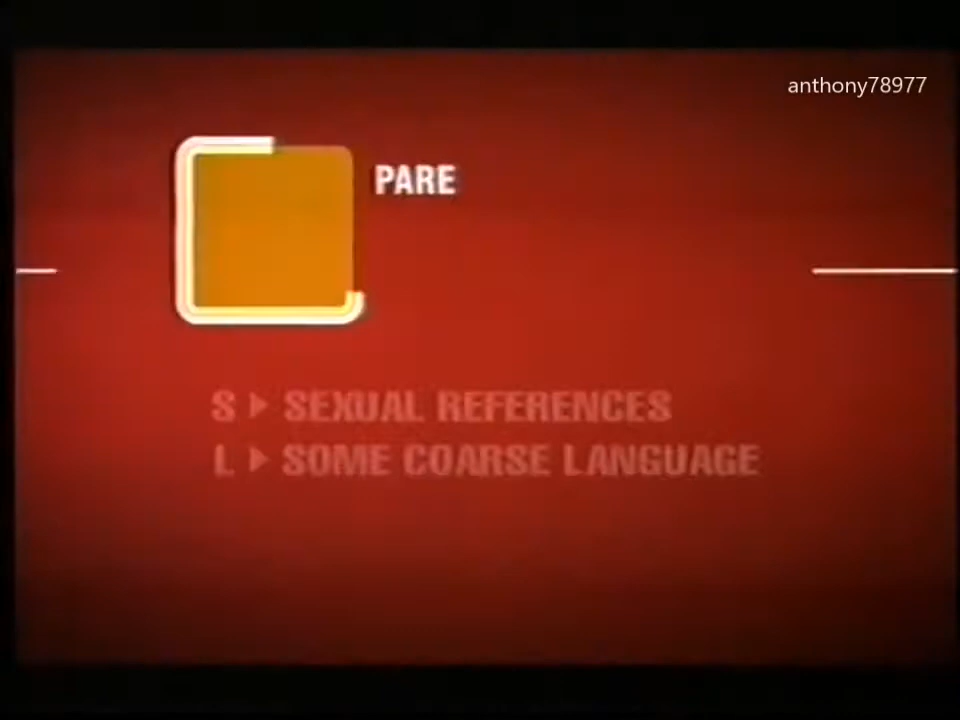 anthony78977
PARE
S ▸ SEXUAL REFERENCES
L ▸ SOME COARSE LANGUAGE